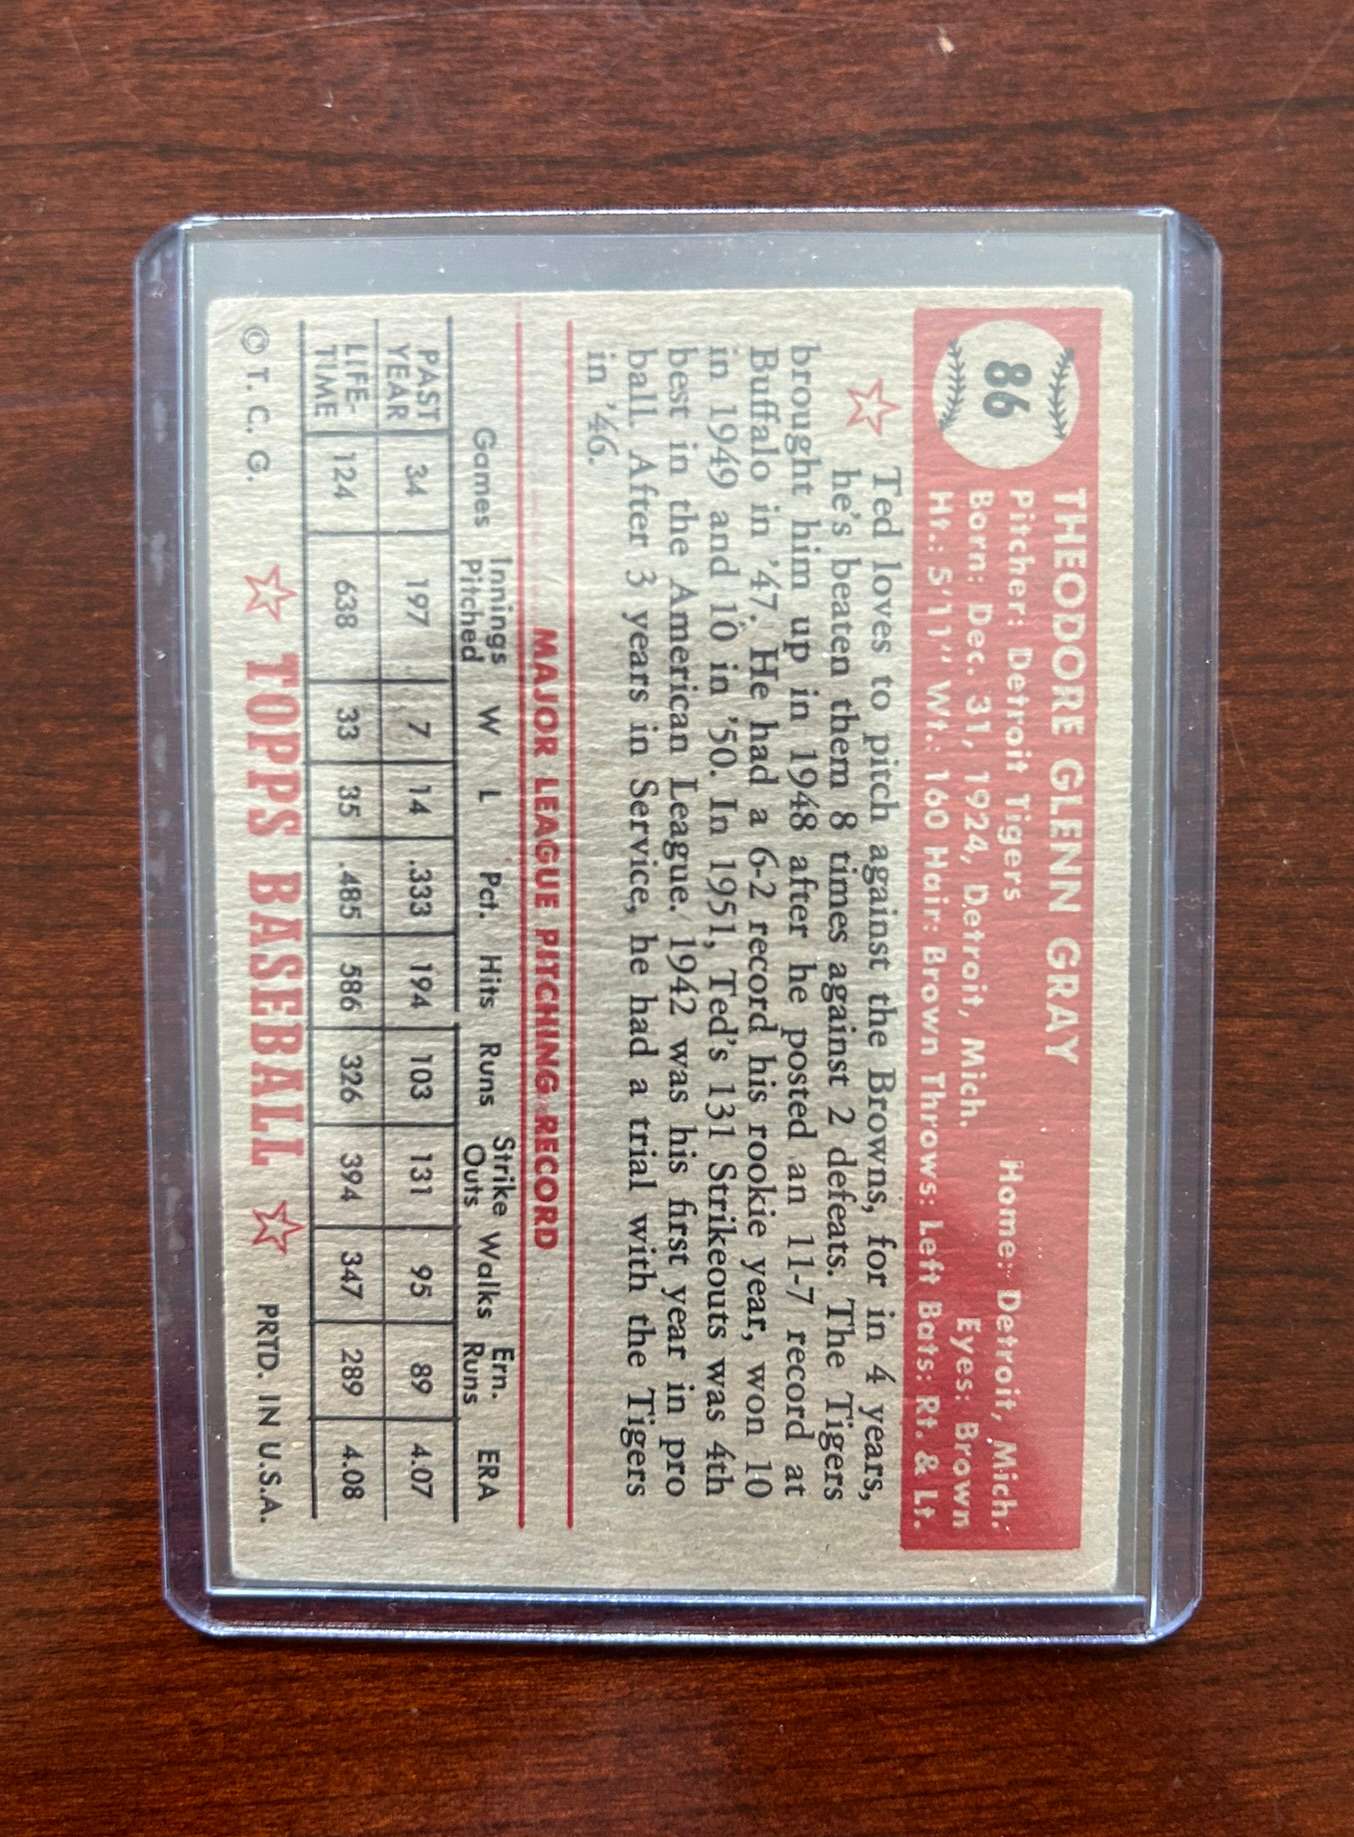 86
THEODORE GLENN GRAY
Pitcher: Detroit Tigers Home: Detroit, Mich.
Born: Dec. 31, 1924, Detroit, Mich. Eyes: Brown
Ht.: 5'11" Wt.: 160 Hair: Brown Throws: Left Bats: Rt. & Lt.
Ted loves to pitch against the Browns, for in 4 years,
he's beaten them 8 times against 2 defeats. The Tigers
brought him up in 1948 after he posted an 11-7 record at
Buffalo in '47. He had a 6-2 record his rookie year, won 10
in 1949 and 10 in '50. In 1951, Ted's 131 Strikeouts was 4th
best in the American League. 1942 was his first year in pro
ball. After 3 years in Service, he had a trial with the Tigers
in '46.
MAJOR LEAGUE PITCHING RECORD
Games Innings Pitched W L Pct. Hits Runs Strike Outs Walks Ern. Runs ERA
PAST YEAR 34 197 7 14 .333 194 103 131 95 89 4.07
LIFE-TIME 124 638 33 35 .485 586 326 394 347 289 4.08
© T. C. G. TOPPS BASEBALL PRTD. IN U.S.A.